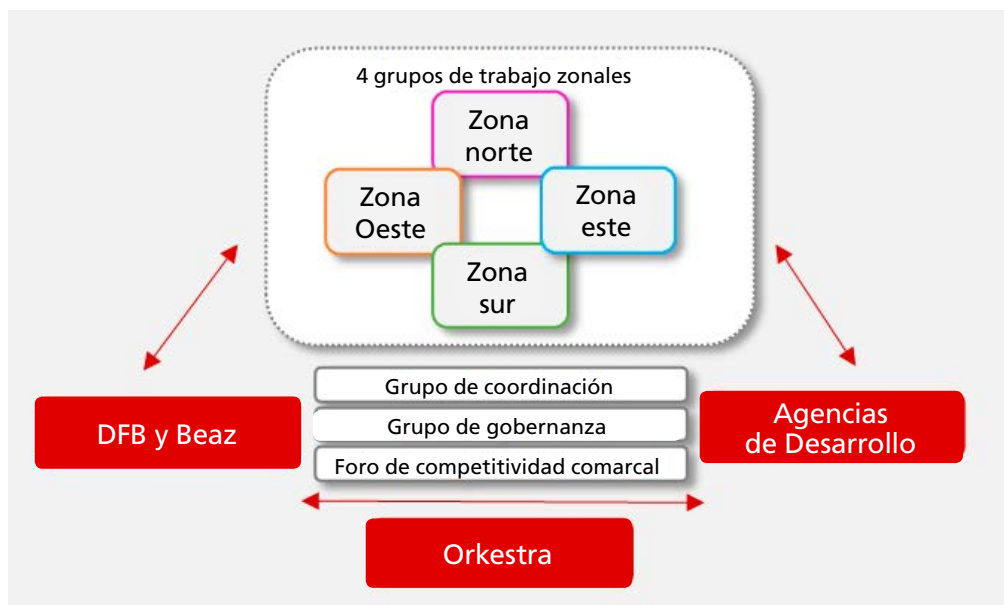 4 grupos de trabajo zonales
Zona
norte
Zona
Oeste
Zona
este
Zona
sur
Grupo de coordinación
Grupo de gobernanza
Foro de competitividad comarcal
DFB y Beaz
Agencias
de Desarrollo
Orkestra